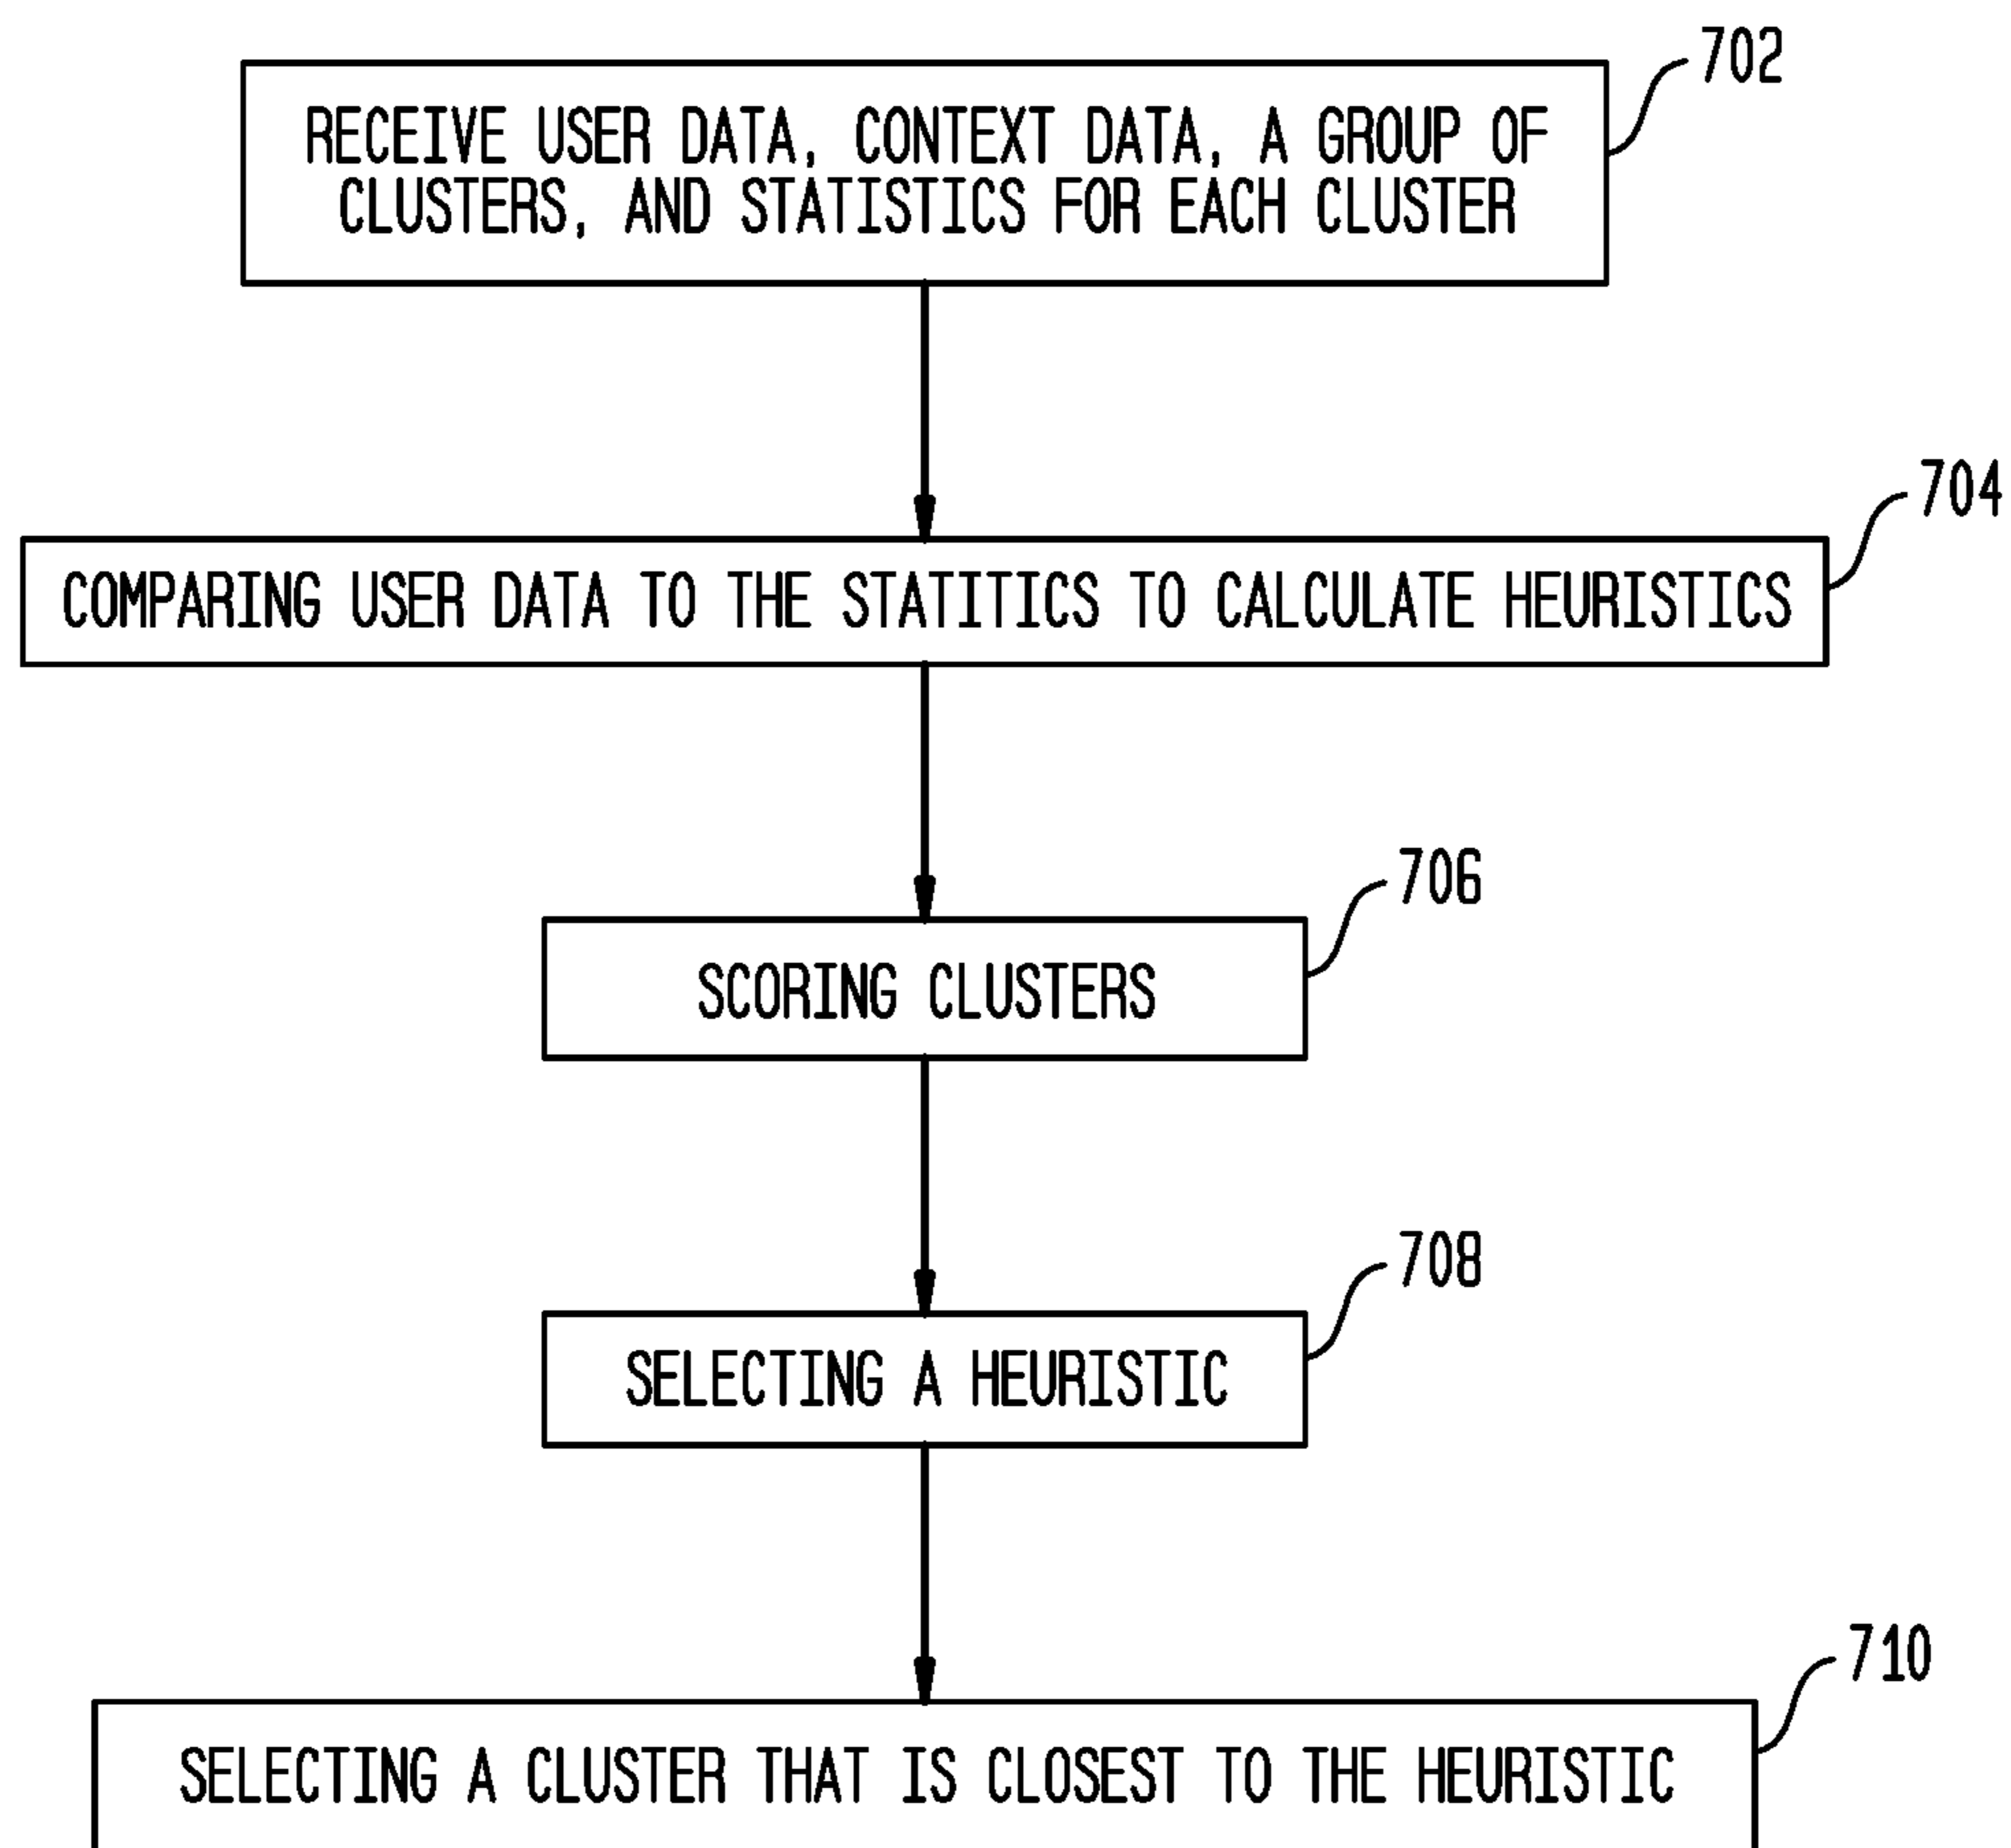 702
RECEIVE USER DATA, CONTEXT DATA, A GROUP OF
CLUSTERS, AND STATISTICS FOR EACH CLUSTER
704
COMPARING USER DATA TO THE STATITICS TO CALCULATE HEURISTICS
706
SCORING CLUSTERS
708
SELECTING A HEURISTIC
710
SELECTING A CLUSTER THAT IS CLOSEST TO THE HEURISTIC